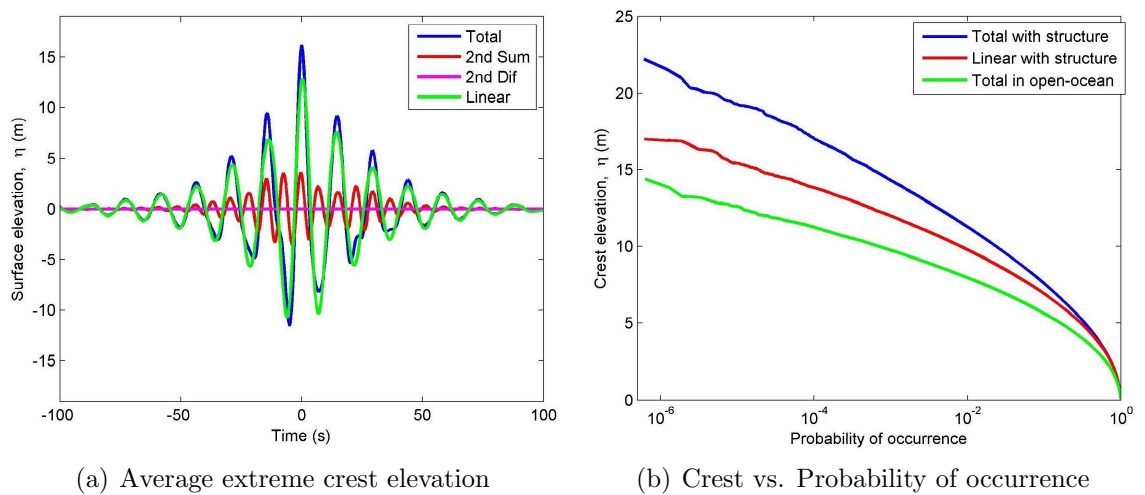 Total
2nd Sum
2nd Dif
Linear
15
10
5
0
-5
-10
-15
Surface elevation, η (m)
-100
-50
0
50
100
Time (s)
(a) Average extreme crest elevation
Total with structure
Linear with structure
Total in open-ocean
25
20
15
10
5
0
Crest elevation, η (m)
10⁻⁶
10⁻⁴
10⁻²
10⁰
Probability of occurrence
(b) Crest vs. Probability of occurrence